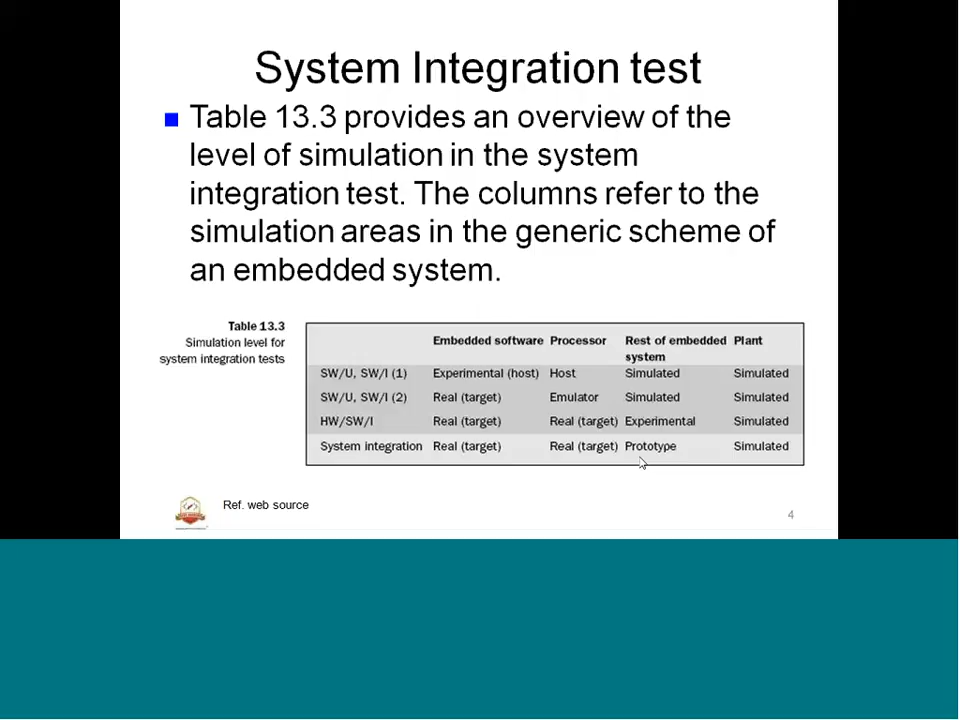 System Integration test
Table 13.3 provides an overview of the
level of simulation in the system
integration test. The columns refer to the
simulation areas in the generic scheme of
an embedded system.
Table 13.3
Simulation level for
system integration tests
Embedded software Processor Rest of embedded system Plant
SW/U, SW/I (1) Experimental (host) Host Simulated Simulated
SW/U, SW/I (2) Real (target) Emulator Simulated Simulated
HW/SW/I Real (target) Real (target) Experimental Simulated
System integration Real (target) Real (target) Prototype Simulated
Ref. web source
4